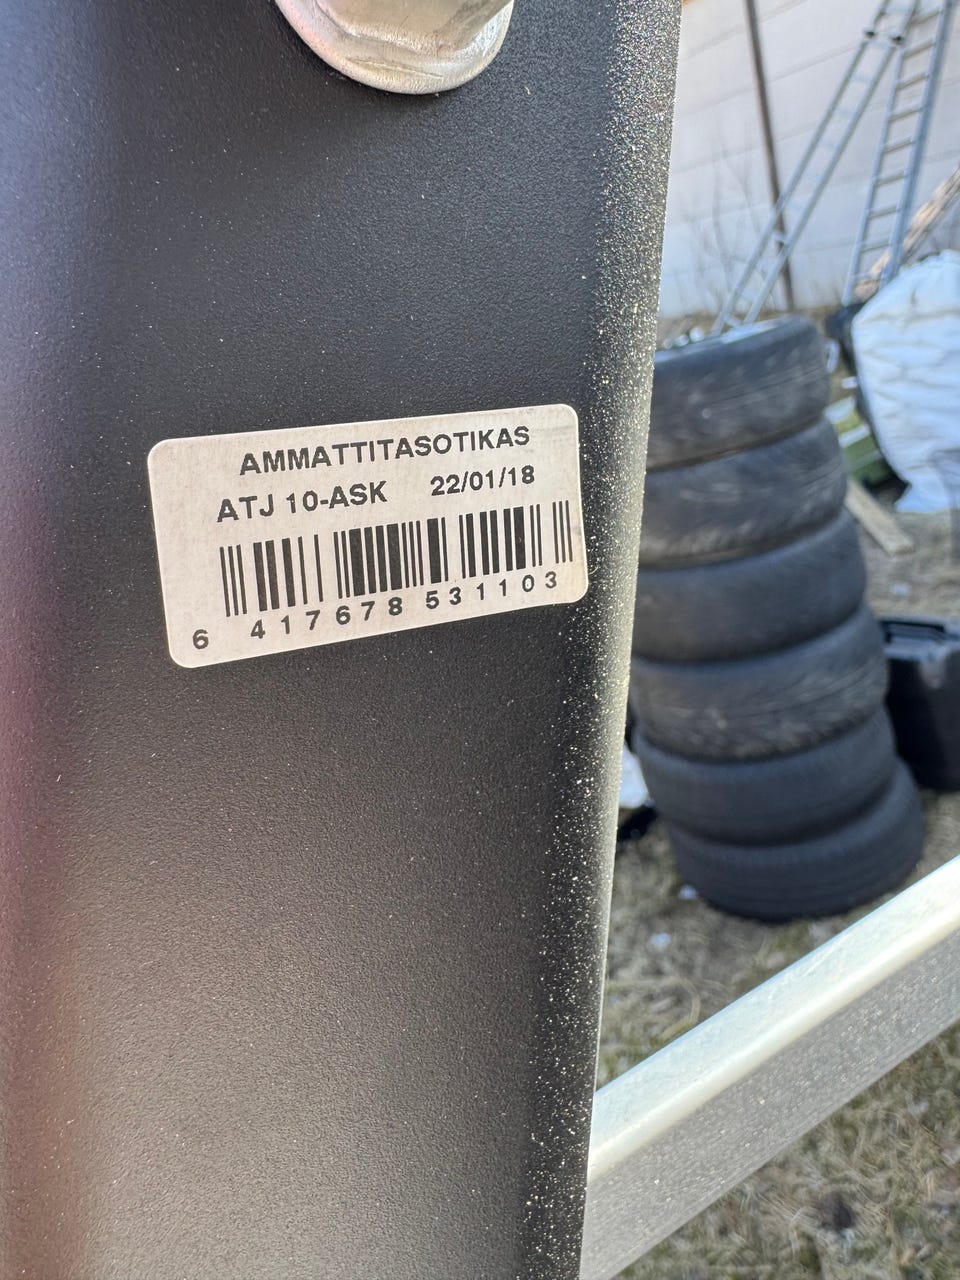 AMMATTITASOTIKAS
ATJ 10-ASK 22/01/18
6 417678 531103